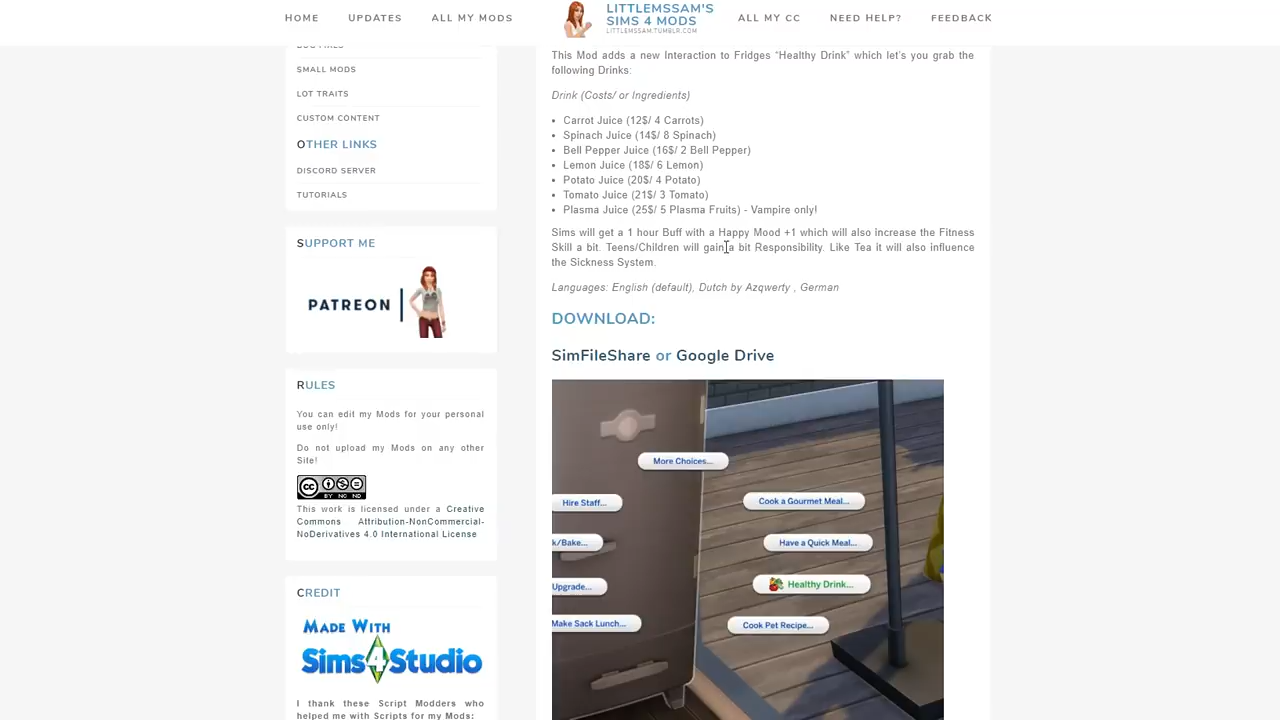 HOME
UPDATES
ALL MY MODS
LITTLEMSSAM'S
SIMS 4 MODS
LITTLEMSSAM.TUMBLR.COM
ALL MY CC
NEED HELP?
FEEDBACK
SMALL MODS
LOT TRAITS
CUSTOM CONTENT
OTHER LINKS
DISCORD SERVER
TUTORIALS
SUPPORT ME
PATREON
RULES
You can edit my Mods for your personal
use only!
Do not upload my Mods on any other
Site!
CC
BY NC ND
This work is licensed under a Creative
Commons Attribution-NonCommercial-
NoDerivatives 4.0 International License
CREDIT
MADE WITH
Sims4Studio
I thank these Script Modders who
helped me with Scripts for my Mods:
This Mod adds a new Interaction to Fridges “Healthy Drink” which let's you grab the
following Drinks:
Drink (Costs/ or Ingredients)
• Carrot Juice (12$/ 4 Carrots)
• Spinach Juice (14$/ 8 Spinach)
• Bell Pepper Juice (16$/ 2 Bell Pepper)
• Lemon Juice (18$/ 6 Lemon)
• Potato Juice (20$/ 4 Potato)
• Tomato Juice (21$/ 3 Tomato)
• Plasma Juice (25$/ 5 Plasma Fruits) - Vampire only!
Sims will get a 1 hour Buff with a Happy Mood +1 which will also increase the Fitness
Skill a bit. Teens/Children will gain a bit Responsibility. Like Tea it will also influence
the Sickness System.
Languages: English (default), Dutch by Azqwerty , German
DOWNLOAD:
SimFileShare or Google Drive
More Choices...
Hire Staff...
Cook a Gourmet Meal...
k/Bake...
Have a Quick Meal...
Upgrade...
Healthy Drink...
Make Sack Lunch...
Cook Pet Recipe...